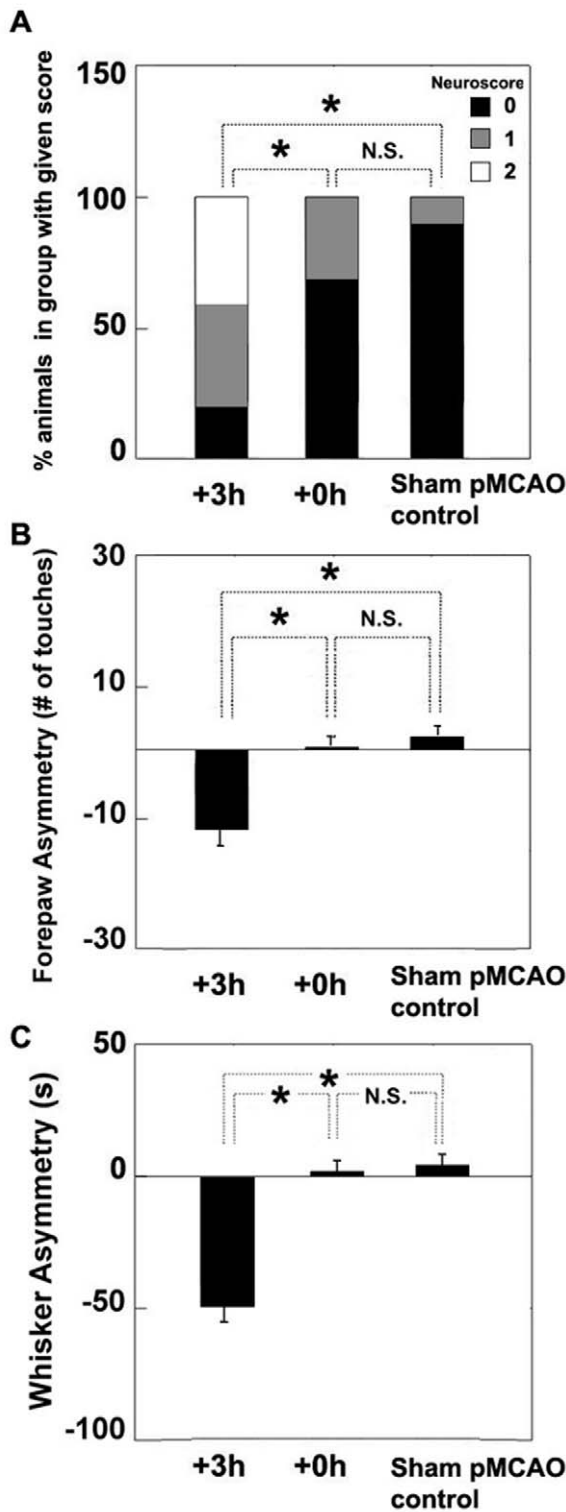 A
% animals in group with given score
150
100
50
0
Neuroscore
0
1
2
*
*
N.S.
+3h
+0h
Sham pMCAO
control
B
Forepaw Asymmetry (# of touches)
30
10
-10
-30
*
*
N.S.
+3h
+0h
Sham pMCAO
control
C
Whisker Asymmetry (s)
50
0
-50
-100
*
*
N.S.
+3h
+0h
Sham pMCAO
control